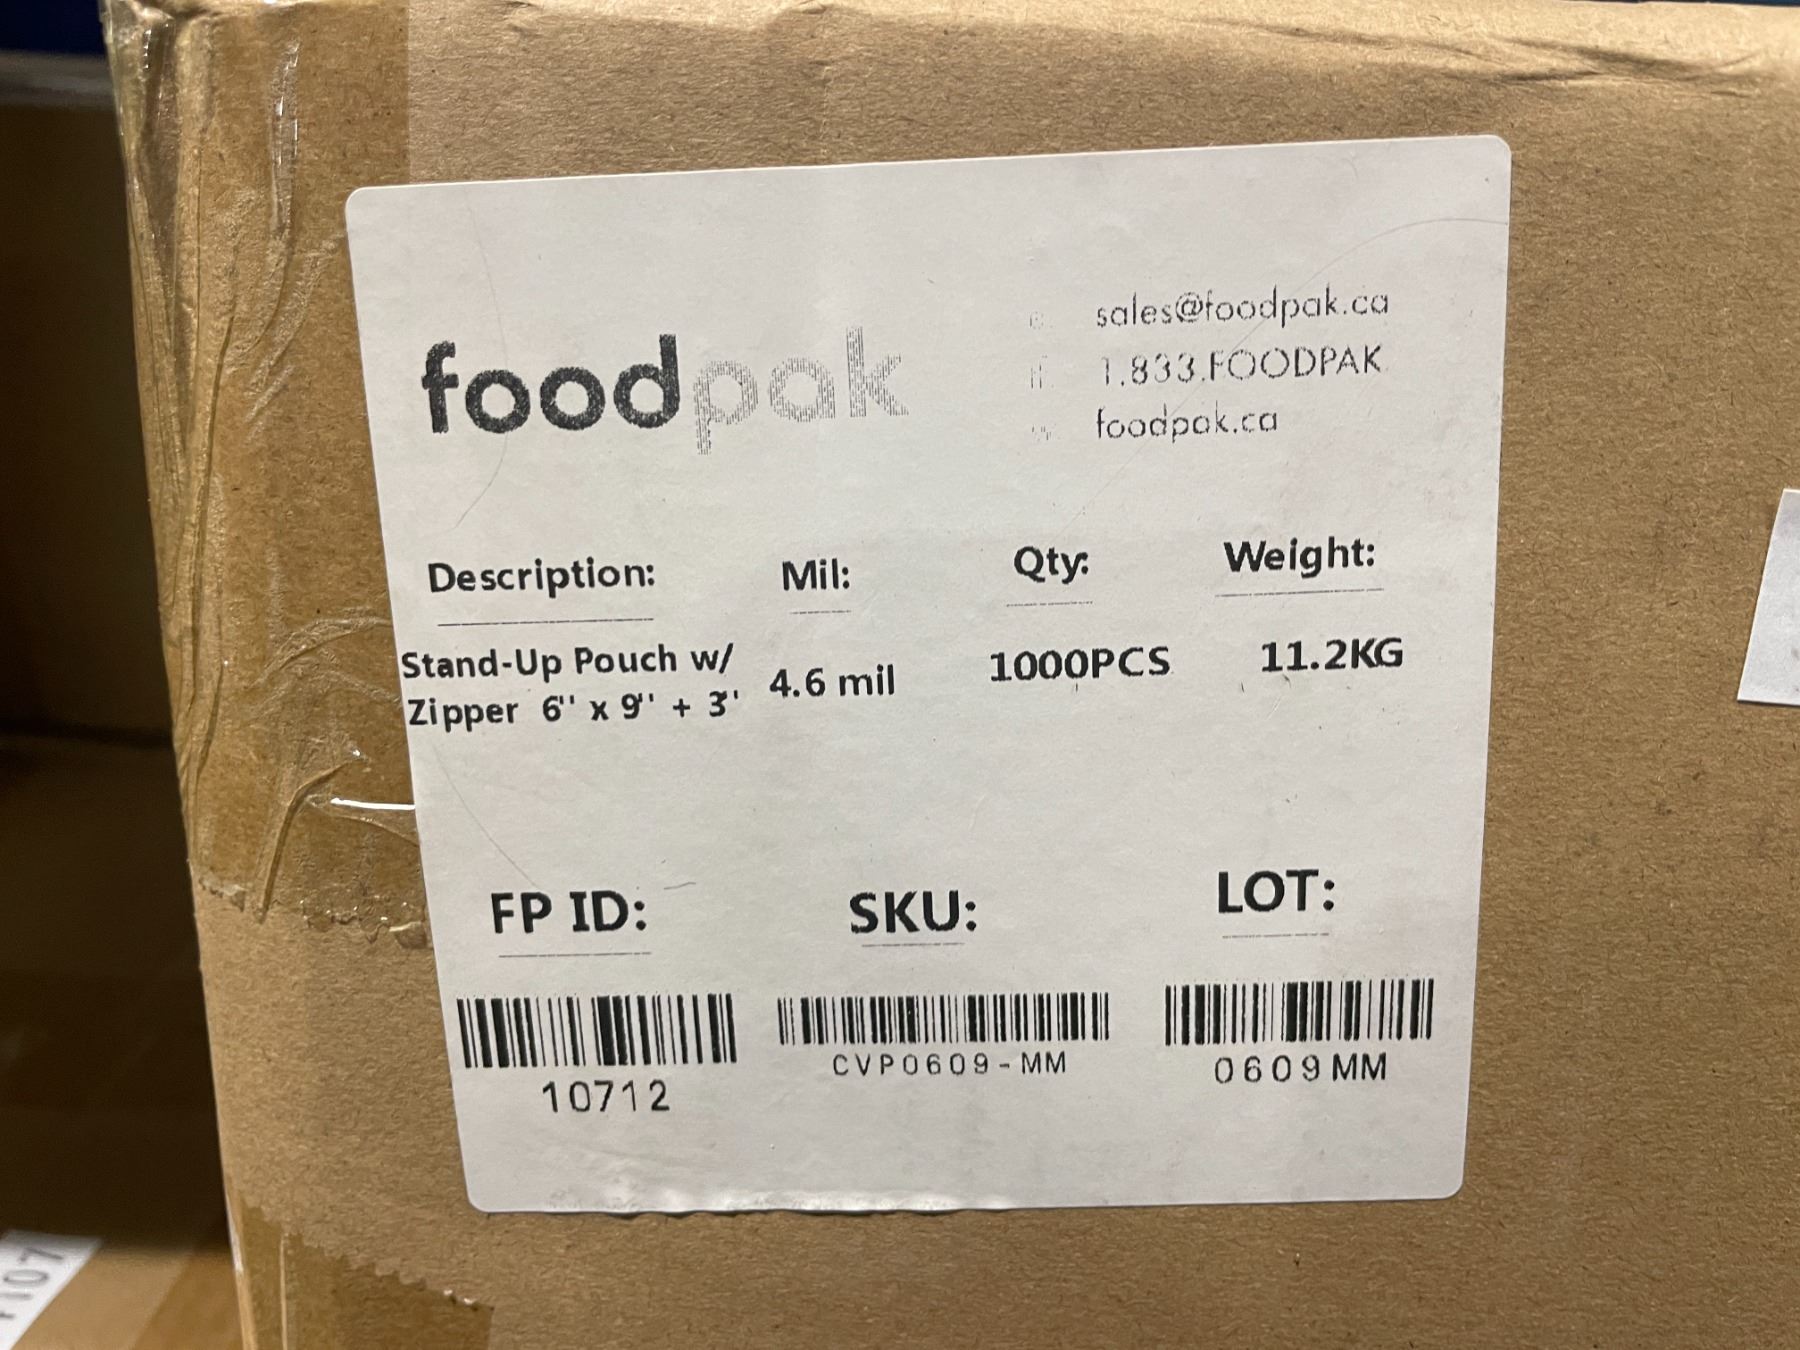 foodpak
sales@foodpak.ca
1.833.FOODPAK
foodpak.ca
Description: Mil: Qty: Weight:
Stand-Up Pouch w/
Zipper 6'' x 9'' + 3' 4.6 mil 1000PCS 11.2KG
FP ID: SKU: LOT:
10712 CVP0609-MM 0609MM